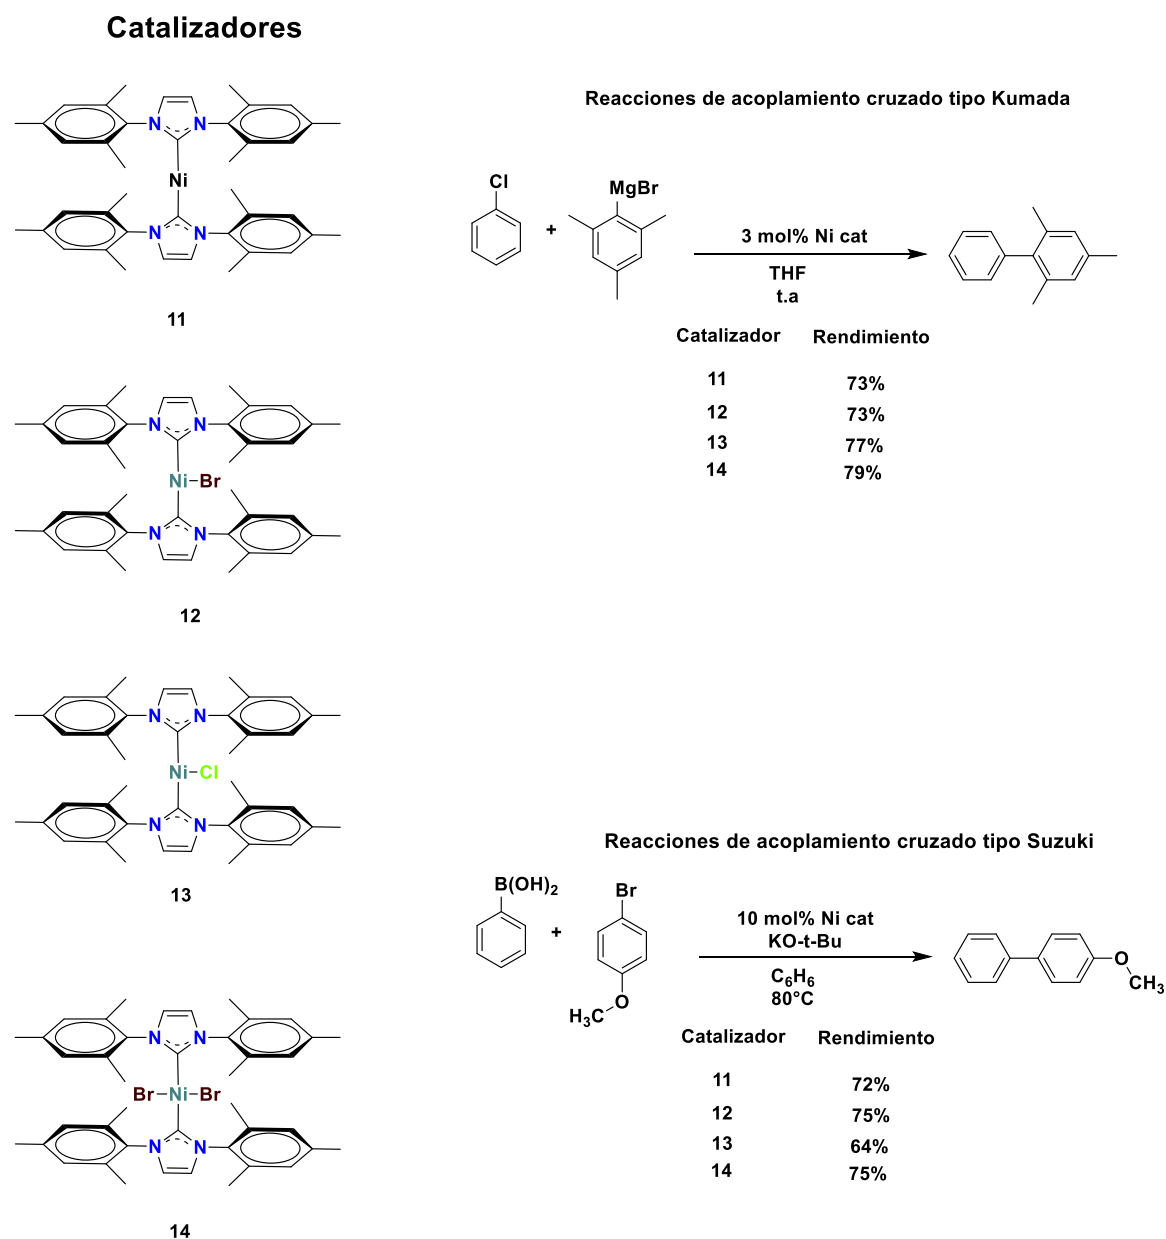 Catalizadores
N N
Ni
N N
11
N N
Ni Br
N N
12
N N
Ni Cl
N N
13
N N
Br Ni Br
N N
14
Reacciones de acoplamiento cruzado tipo Kumada
Cl
+
MgBr
3 mol% Ni cat
THF
t.a
Catalizador Rendimiento
11 73%
12 73%
13 77%
14 79%
Reacciones de acoplamiento cruzado tipo Suzuki
B(OH)₂
+
Br
O
H₃C
10 mol% Ni cat
KO-t-Bu
C₆H₆
80°C
O
CH₃
Catalizador Rendimiento
11 72%
12 75%
13 64%
14 75%